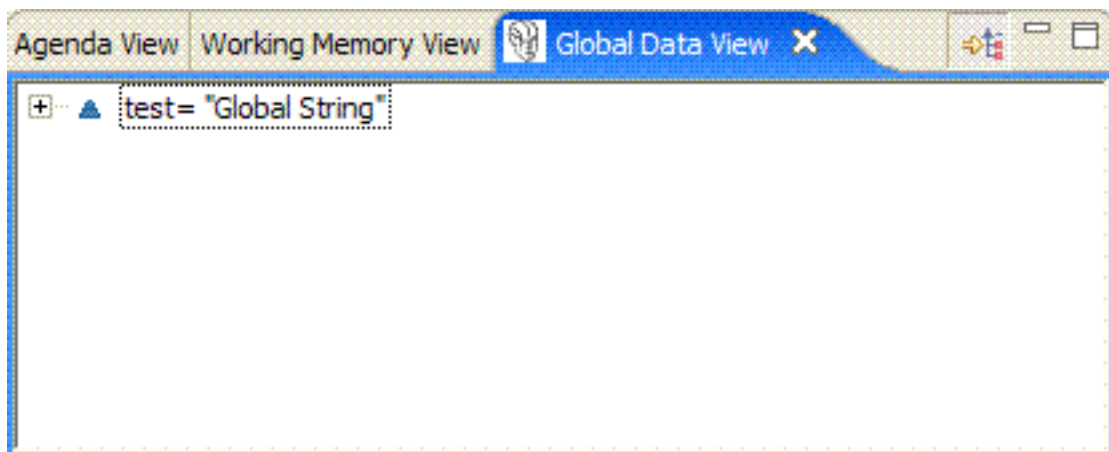 Agenda View Working Memory View Global Data View
test= "Global String"